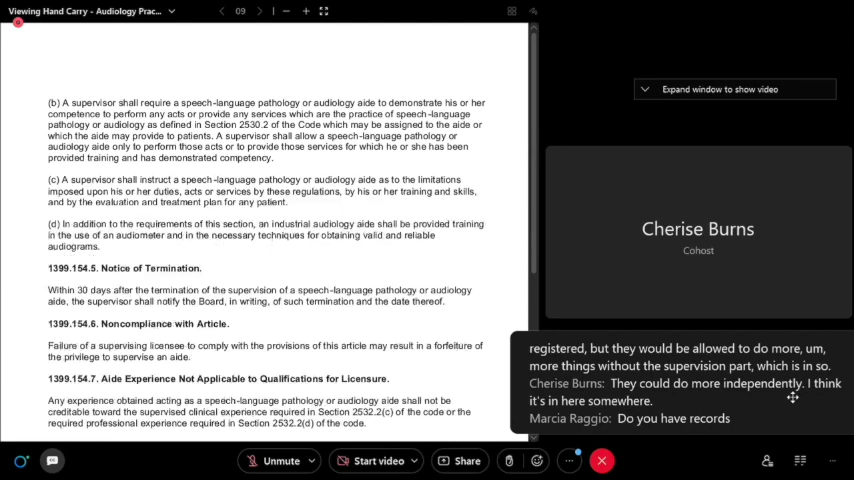 Viewing Hand Carry - Audiology Prac...
09
(b) A supervisor shall require a speech-language pathology or audiology aide to demonstrate his or her
competence to perform any acts or provide any services which are the practice of speech-language
pathology or audiology as defined in Section 2530.2 of the Code which may be assigned to the aide or
which the aide may provide to patients. A supervisor shall allow a speech-language pathology or
audiology aide only to perform those acts or to provide those services for which he or she has been
provided training and has demonstrated competency.
(c) A supervisor shall instruct a speech-language pathology or audiology aide as to the limitations
imposed upon his or her duties, acts or services by these regulations, by his or her training and skills,
and by the evaluation and treatment plan for any patient.
(d) In addition to the requirements of this section, an industrial audiology aide shall be provided training
in the use of an audiometer and in the necessary techniques for obtaining valid and reliable
audiograms.
1399.154.5. Notice of Termination.
Within 30 days after the termination of the supervision of a speech-language pathology or audiology
aide, the supervisor shall notify the Board, in writing, of such termination and the date thereof.
1399.154.6. Noncompliance with Article.
Failure of a supervising licensee to comply with the provisions of this article may result in a forfeiture of
the privilege to supervise an aide.
1399.154.7. Aide Experience Not Applicable to Qualifications for Licensure.
Any experience obtained acting as a speech-language pathology or audiology aide shall not be
creditable toward the supervised clinical experience required in Section 2532.2(c) of the code or the
required professional experience required in Section 2532.2(d) of the code.
Expand window to show video
Cherise Burns
Cohost
registered, but they would be allowed to do more, um,
more things without the supervision part, which is in so.
Cherise Burns: They could do more independently. I think
it's in here somewhere.
Marcia Raggio: Do you have records
Unmute
Start video
Share